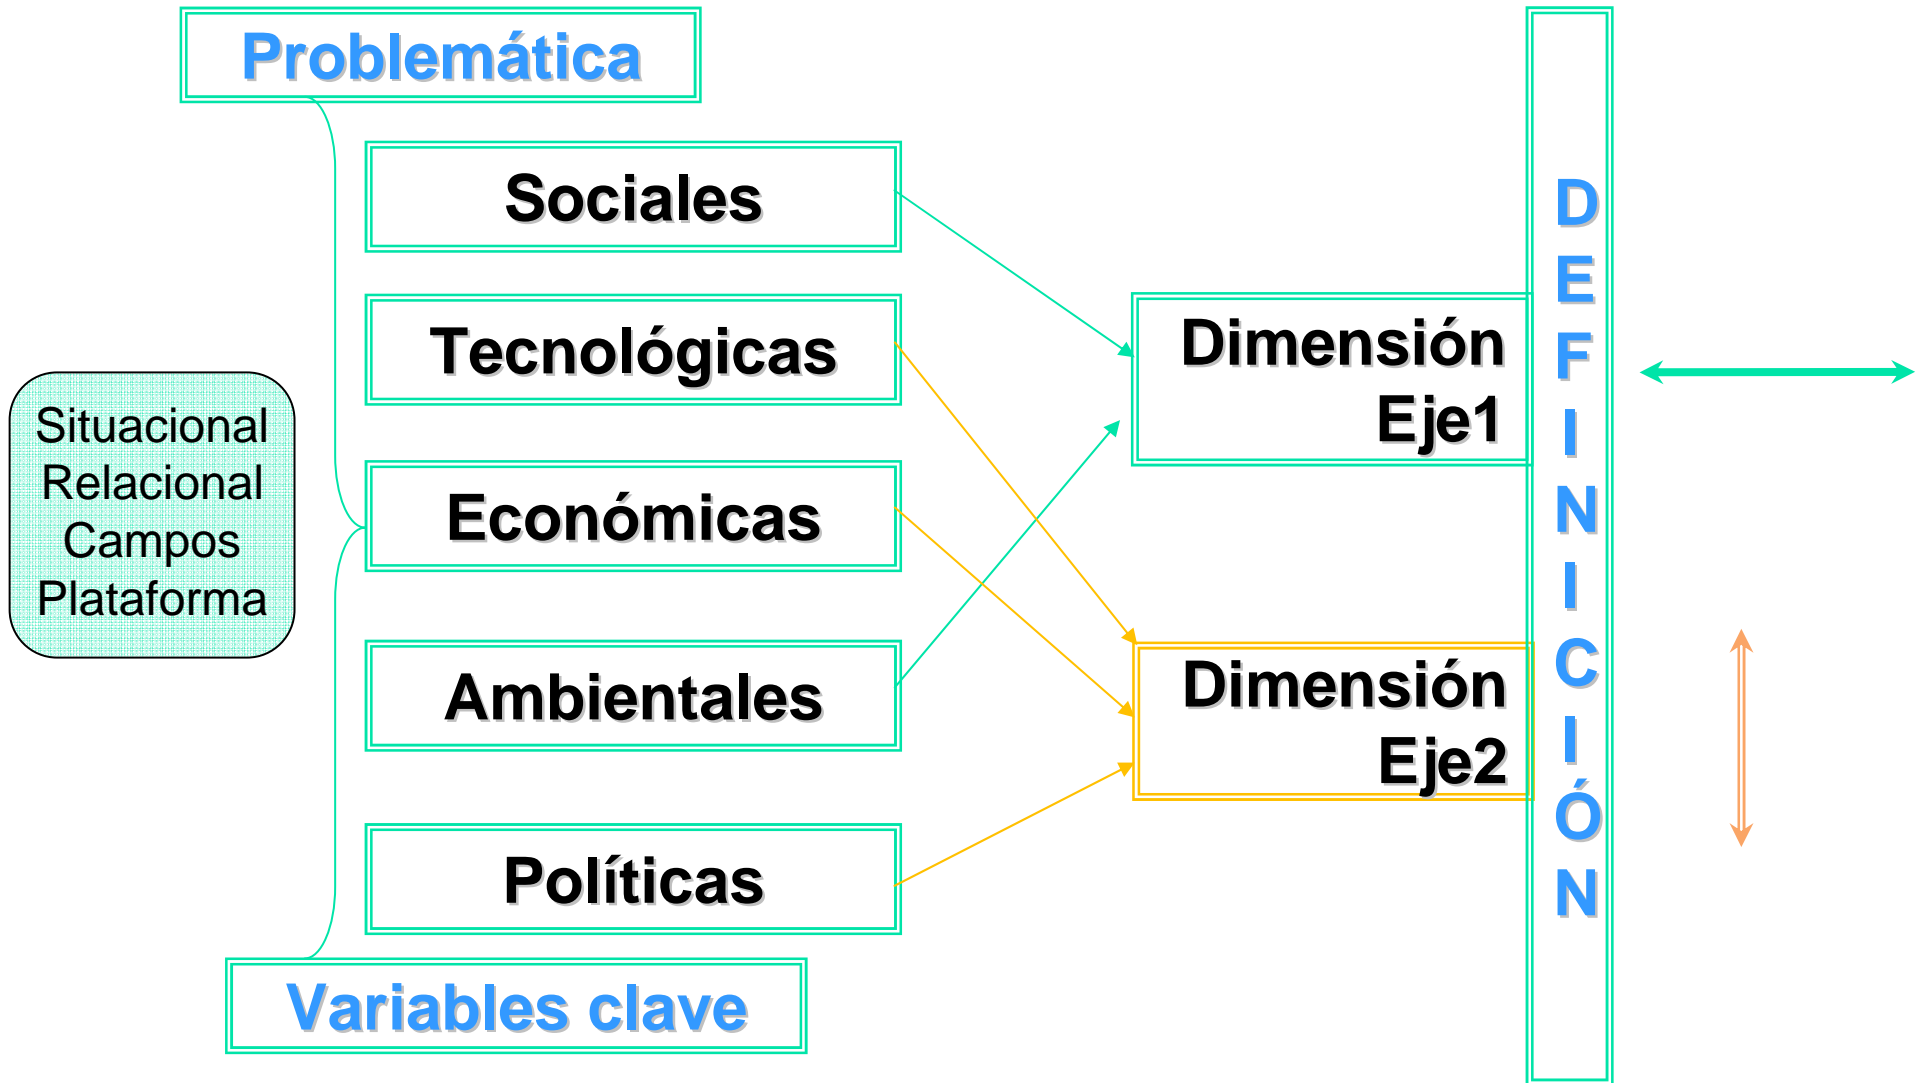 Problemática
Sociales
Tecnológicas
Económicas
Ambientales
Políticas
Variables clave
Situacional
Relacional
Campos
Plataforma
Dimensión
Eje1
Dimensión
Eje2
D
E
F
I
N
I
C
I
Ó
N